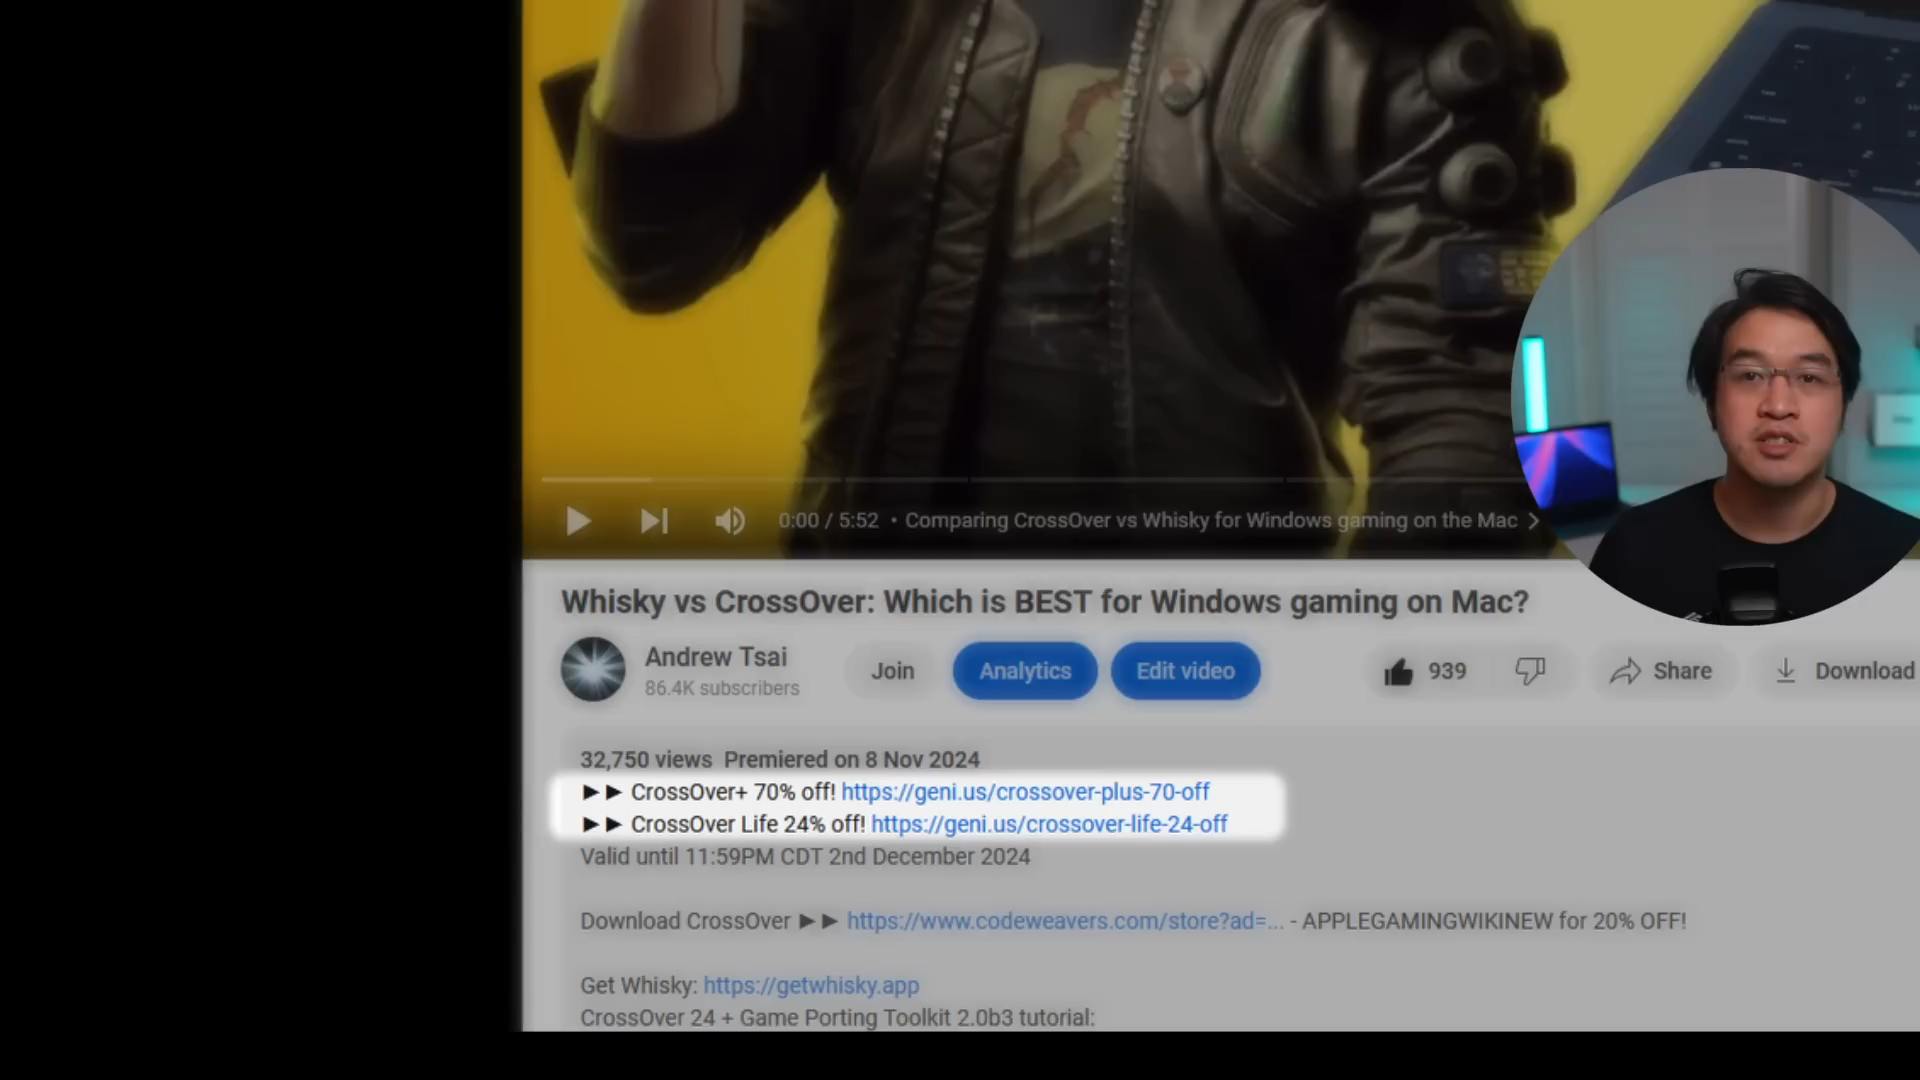 0:00 / 5:52 • Comparing CrossOver vs Whisky for Windows gaming on the Mac
Whisky vs CrossOver: Which is BEST for Windows gaming on Mac?
Andrew Tsai
86.4K subscribers
Join
Analytics
Edit video
939
Share
Download
32,750 views Premiered on 8 Nov 2024
►► CrossOver+ 70% off! https://geni.us/crossover-plus-70-off
►► CrossOver Life 24% off! https://geni.us/crossover-life-24-off
Valid until 11:59PM CDT 2nd December 2024
Download CrossOver ►► https://www.codeweavers.com/store?ad=... - APPLEGAMINGWIKINEW for 20% OFF!
Get Whisky: https://getwhisky.app
CrossOver 24 + Game Porting Toolkit 2.0b3 tutorial: